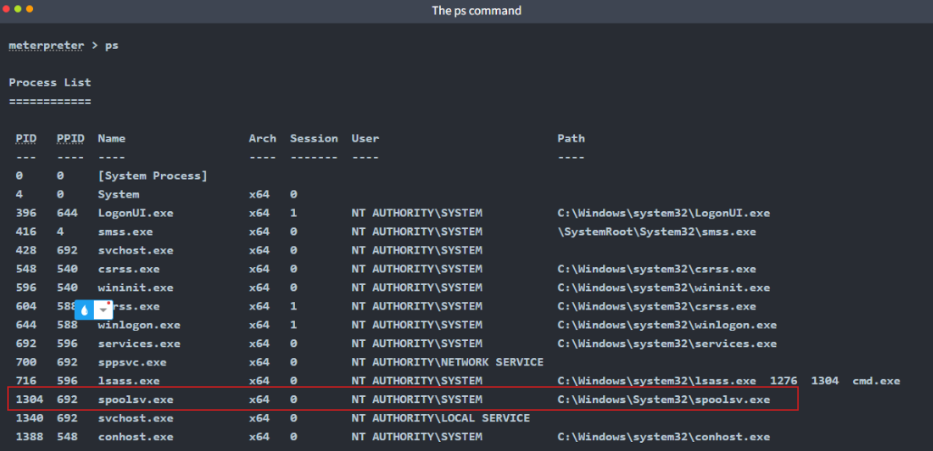 The ps command
meterpreter > ps
Process List
============
PID PPID Name Arch Session User Path
--- ---- ---- ---- ------- ---- ----
0 0 [System Process]
4 0 System x64 0
396 644 LogonUI.exe x64 1 NT AUTHORITY\SYSTEM C:\Windows\system32\LogonUI.exe
416 4 smss.exe x64 0 NT AUTHORITY\SYSTEM \SystemRoot\System32\smss.exe
428 692 svchost.exe x64 0 NT AUTHORITY\SYSTEM
548 540 csrss.exe x64 0 NT AUTHORITY\SYSTEM C:\Windows\system32\csrss.exe
596 540 wininit.exe x64 0 NT AUTHORITY\SYSTEM C:\Windows\system32\wininit.exe
604 588 rss.exe x64 1 NT AUTHORITY\SYSTEM C:\Windows\system32\csrss.exe
644 588 winlogon.exe x64 1 NT AUTHORITY\SYSTEM C:\Windows\system32\winlogon.exe
692 596 services.exe x64 0 NT AUTHORITY\SYSTEM C:\Windows\system32\services.exe
700 692 sppsvc.exe x64 0 NT AUTHORITY\NETWORK SERVICE
716 596 lsass.exe x64 0 NT AUTHORITY\SYSTEM C:\Windows\system32\lsass.exe 1276 1304 cmd.exe
1304 692 spoolsv.exe x64 0 NT AUTHORITY\SYSTEM C:\Windows\System32\spoolsv.exe
1340 692 svchost.exe x64 0 NT AUTHORITY\LOCAL SERVICE
1388 548 conhost.exe x64 0 NT AUTHORITY\SYSTEM C:\Windows\system32\conhost.exe